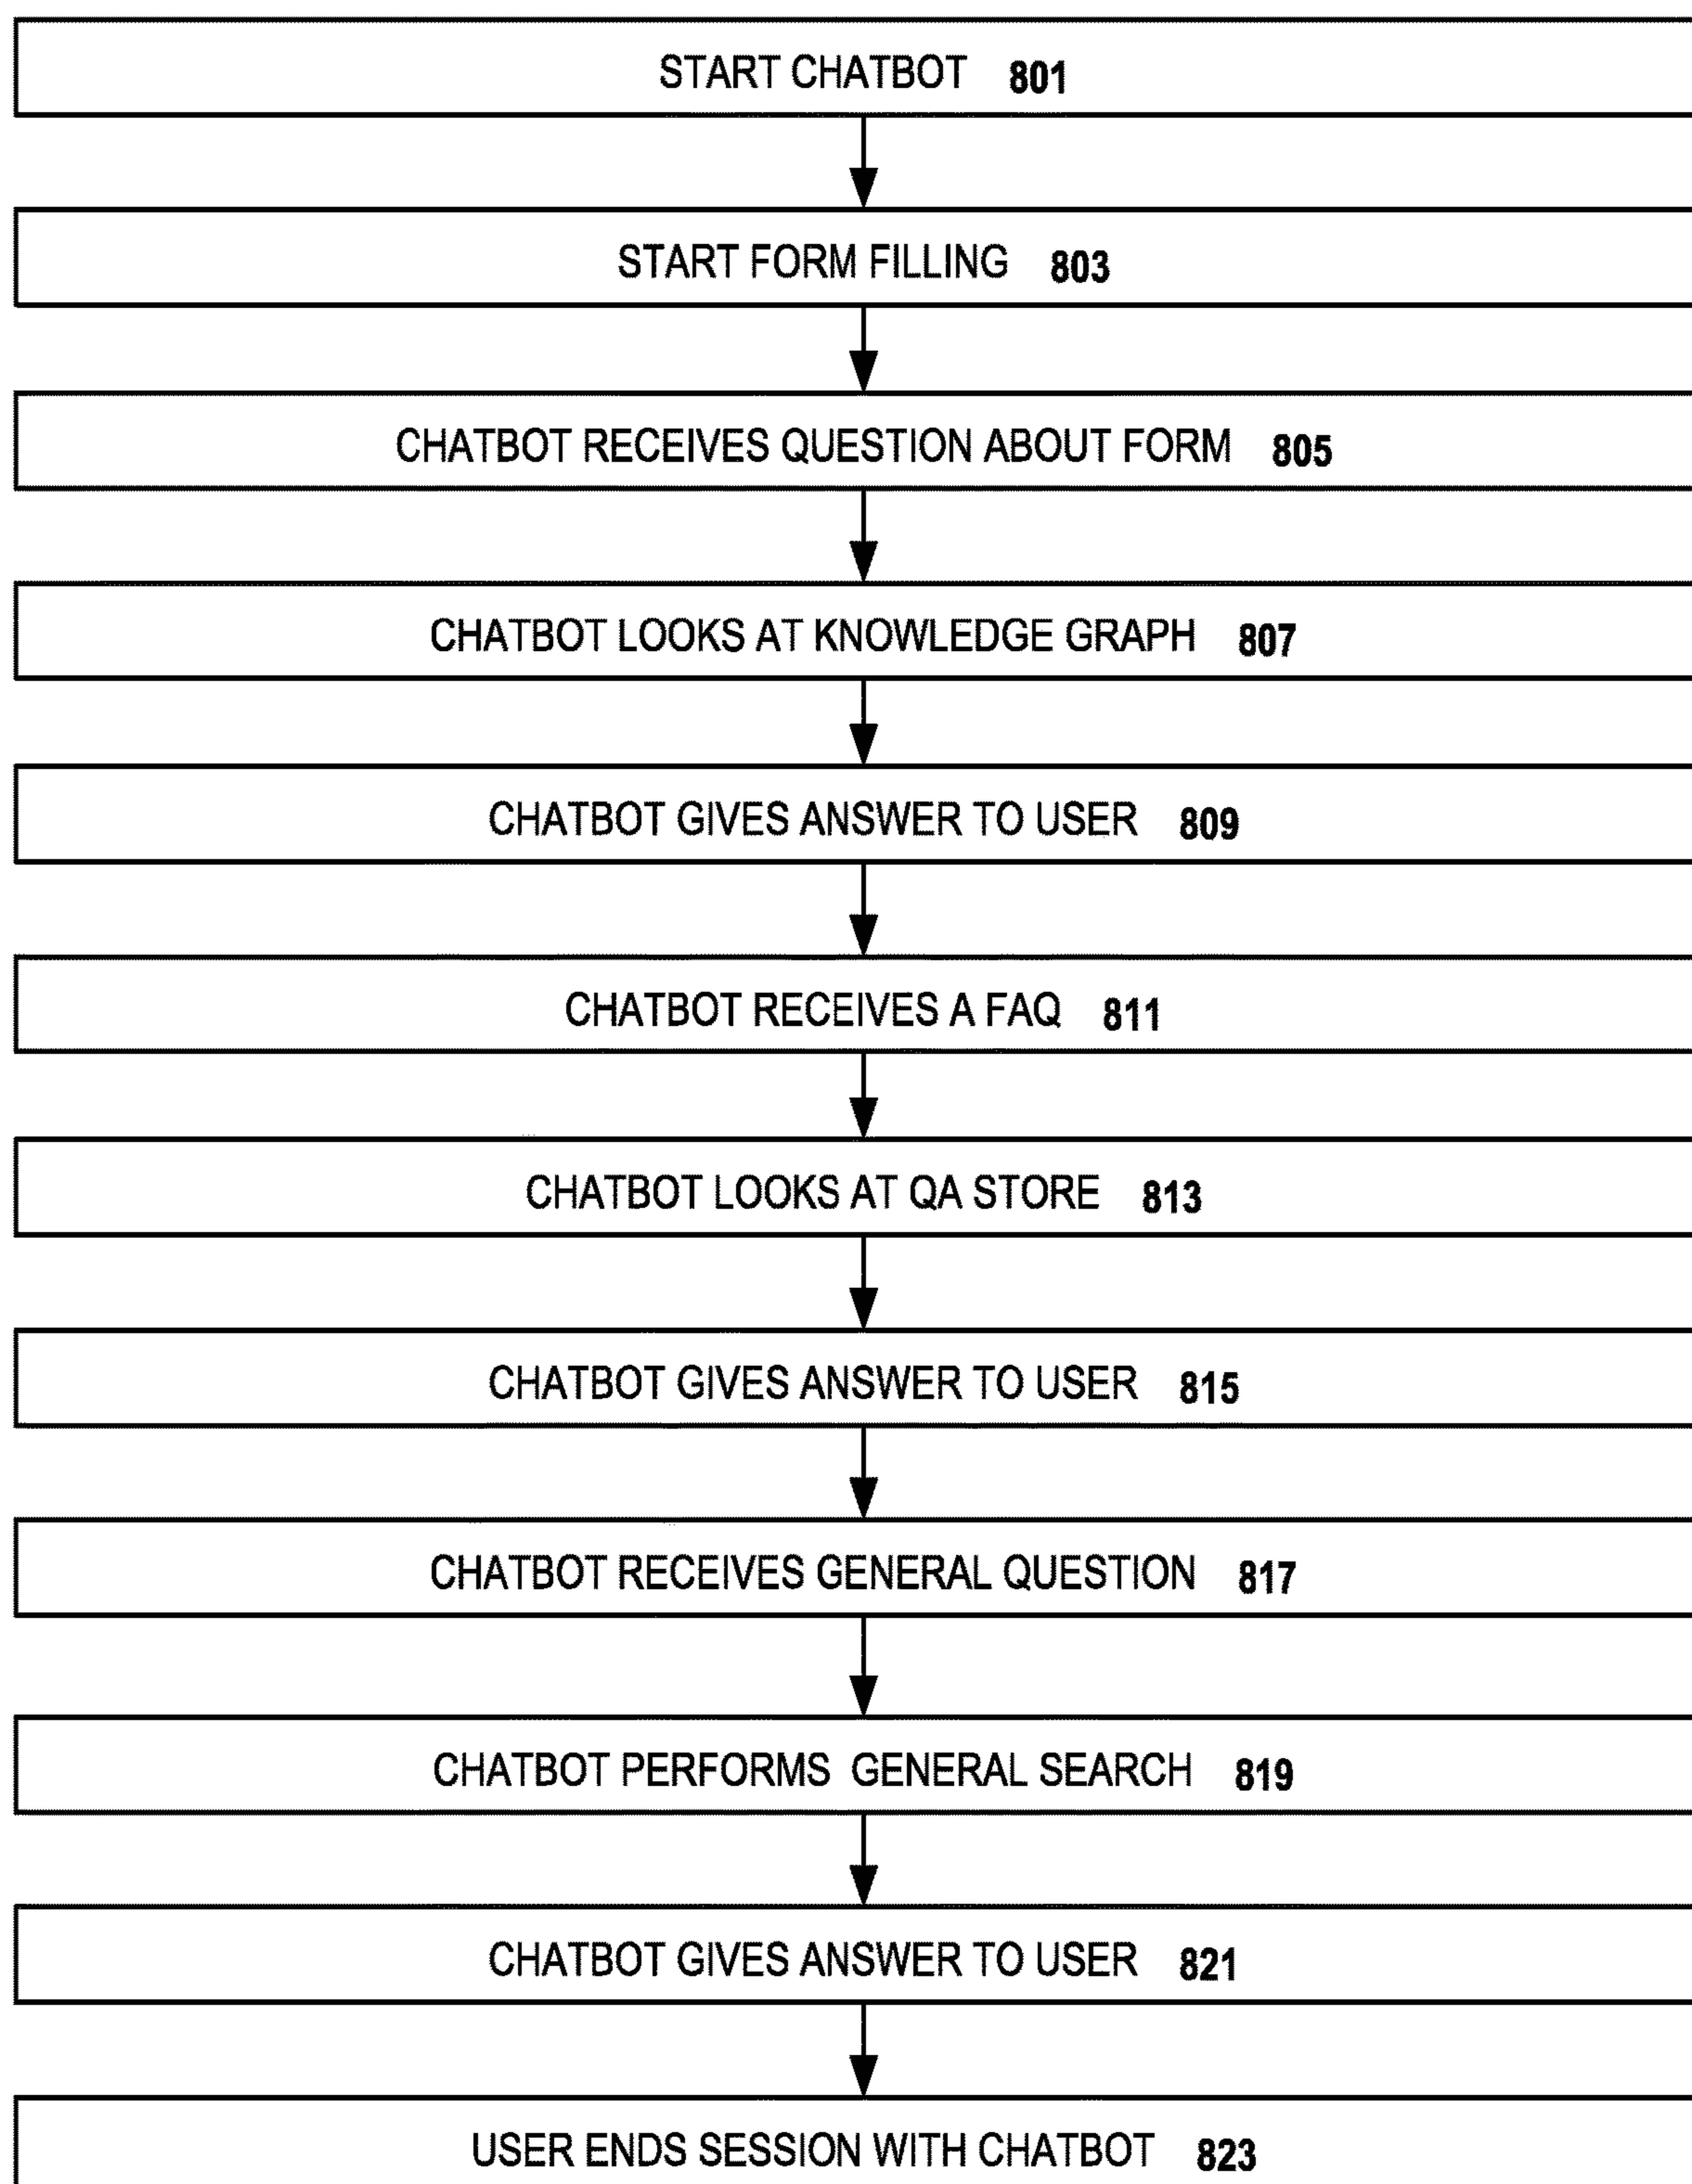 START CHATBOT 801
START FORM FILLING 803
CHATBOT RECEIVES QUESTION ABOUT FORM 805
CHATBOT LOOKS AT KNOWLEDGE GRAPH 807
CHATBOT GIVES ANSWER TO USER 809
CHATBOT RECEIVES A FAQ 811
CHATBOT LOOKS AT QA STORE 813
CHATBOT GIVES ANSWER TO USER 815
CHATBOT RECEIVES GENERAL QUESTION 817
CHATBOT PERFORMS GENERAL SEARCH 819
CHATBOT GIVES ANSWER TO USER 821
USER ENDS SESSION WITH CHATBOT 823